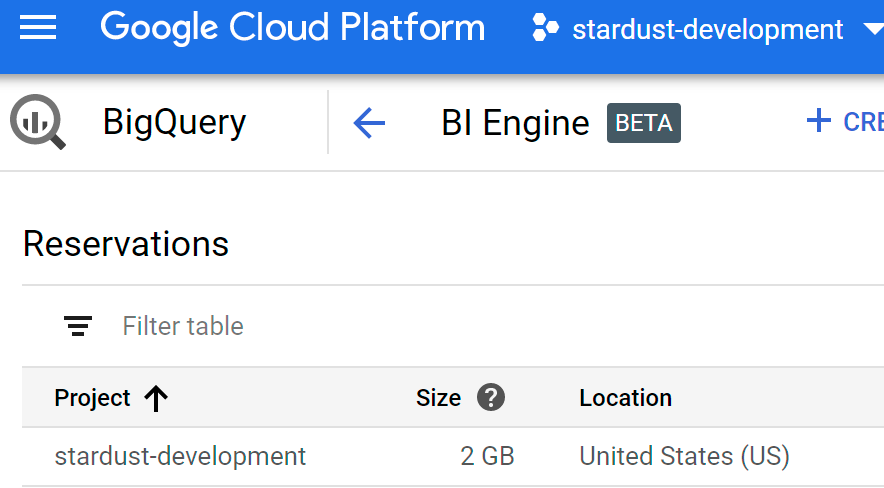 Google Cloud Platform stardust-development
BigQuery BI Engine BETA + CRE
Reservations
Filter table
Project Size ? Location
stardust-development 2 GB United States (US)